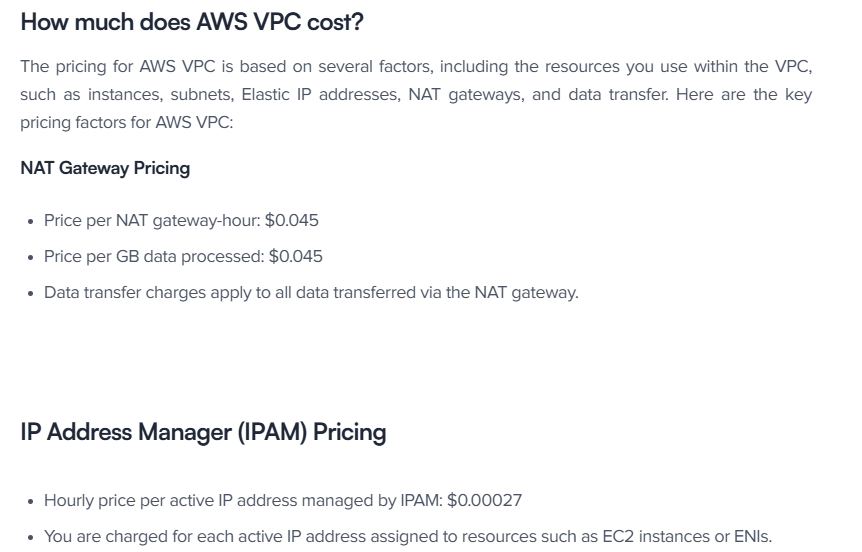 How much does AWS VPC cost?
The pricing for AWS VPC is based on several factors, including the resources you use within the VPC,
such as instances, subnets, Elastic IP addresses, NAT gateways, and data transfer. Here are the key
pricing factors for AWS VPC:
NAT Gateway Pricing
• Price per NAT gateway-hour: $0.045
• Price per GB data processed: $0.045
• Data transfer charges apply to all data transferred via the NAT gateway.
IP Address Manager (IPAM) Pricing
• Hourly price per active IP address managed by IPAM: $0.00027
• You are charged for each active IP address assigned to resources such as EC2 instances or ENIs.